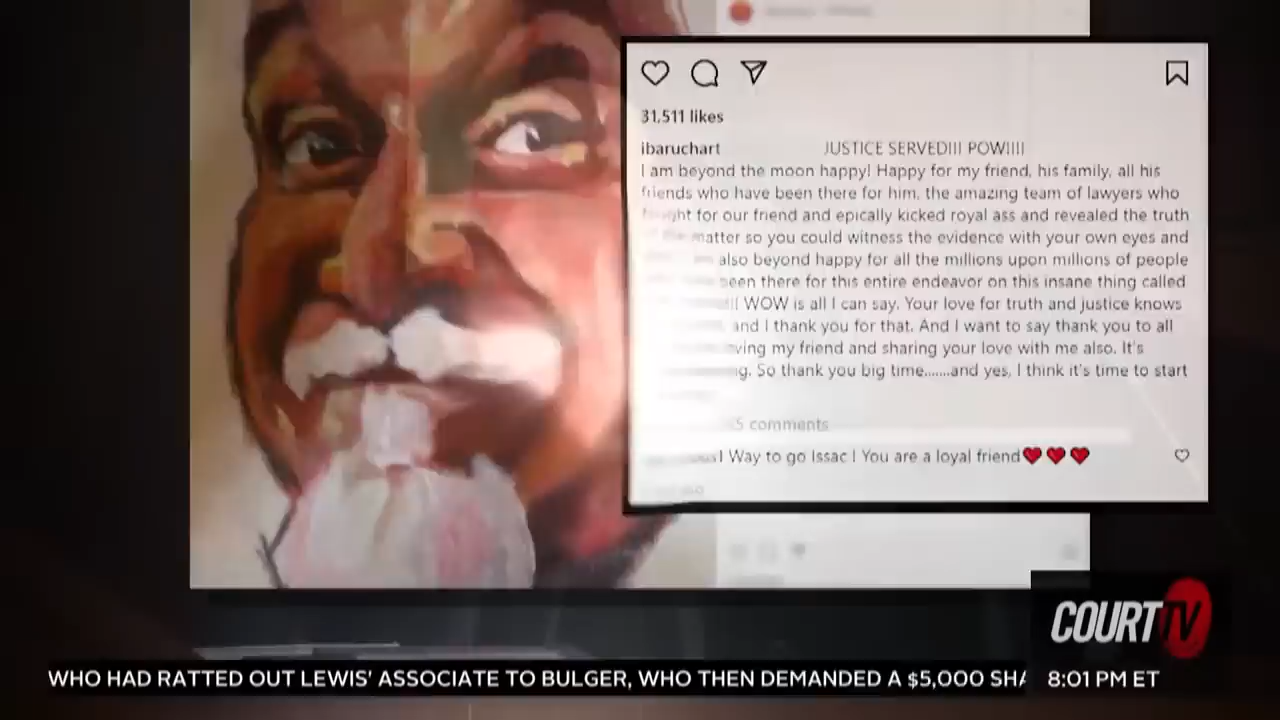 31,511 likes
ibaruchart JUSTICE SERVED!!! POW!!!!
I am beyond the moon happy! Happy for my friend, his family, all his
friends who have been there for him, the amazing team of lawyers who
for our friend and epically kicked royal ass and revealed the truth
matter so you could witness the evidence with your own eyes and
also beyond happy for all the millions upon millions of people
been there for this entire endeavor on this insane thing called
WOW is all I can say. Your love for truth and justice knows
and I thank you for that. And I want to say thank you to all
my friend and sharing your love with me also. It's
So thank you big time.......and yes, I think it's time to start
5 comments
! Way to go Issac ! You are a loyal friend❤️❤️❤️
COURT TV
WHO HAD RATTED OUT LEWIS' ASSOCIATE TO BULGER, WHO THEN DEMANDED A $5,000 8:01 PM ET